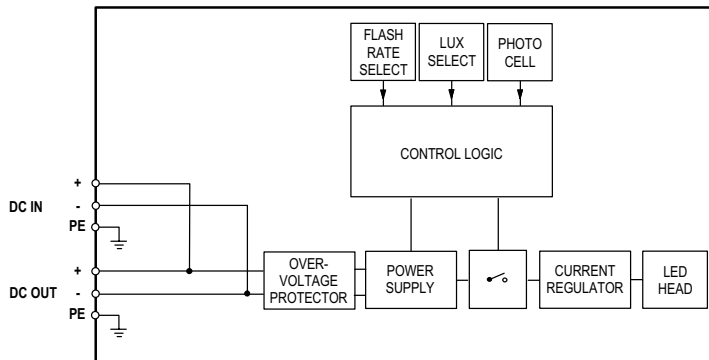 FLASH
RATE
SELECT
LUX
SELECT
PHOTO
CELL
CONTROL LOGIC
+
DC IN
-
PE
+
DC OUT
-
PE
OVER-
VOLTAGE
PROTECTOR
POWER
SUPPLY
CURRENT
REGULATOR
LED
HEAD